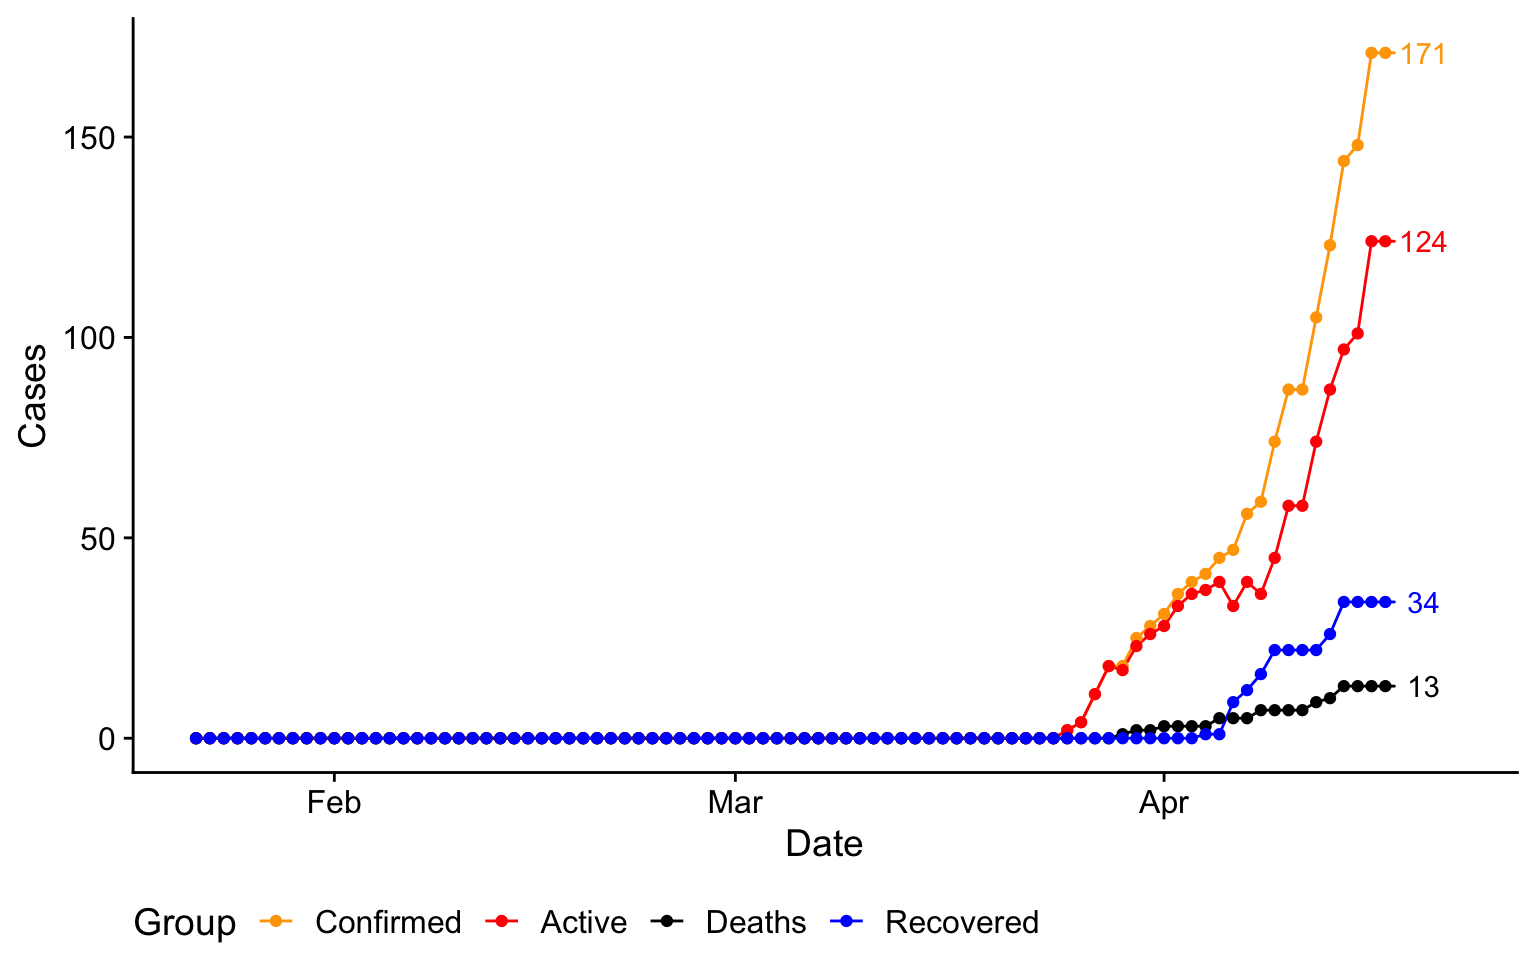 171
150
124
100
Cases
50
34
13
0
Feb Mar Apr
Date
Group Confirmed Active Deaths Recovered